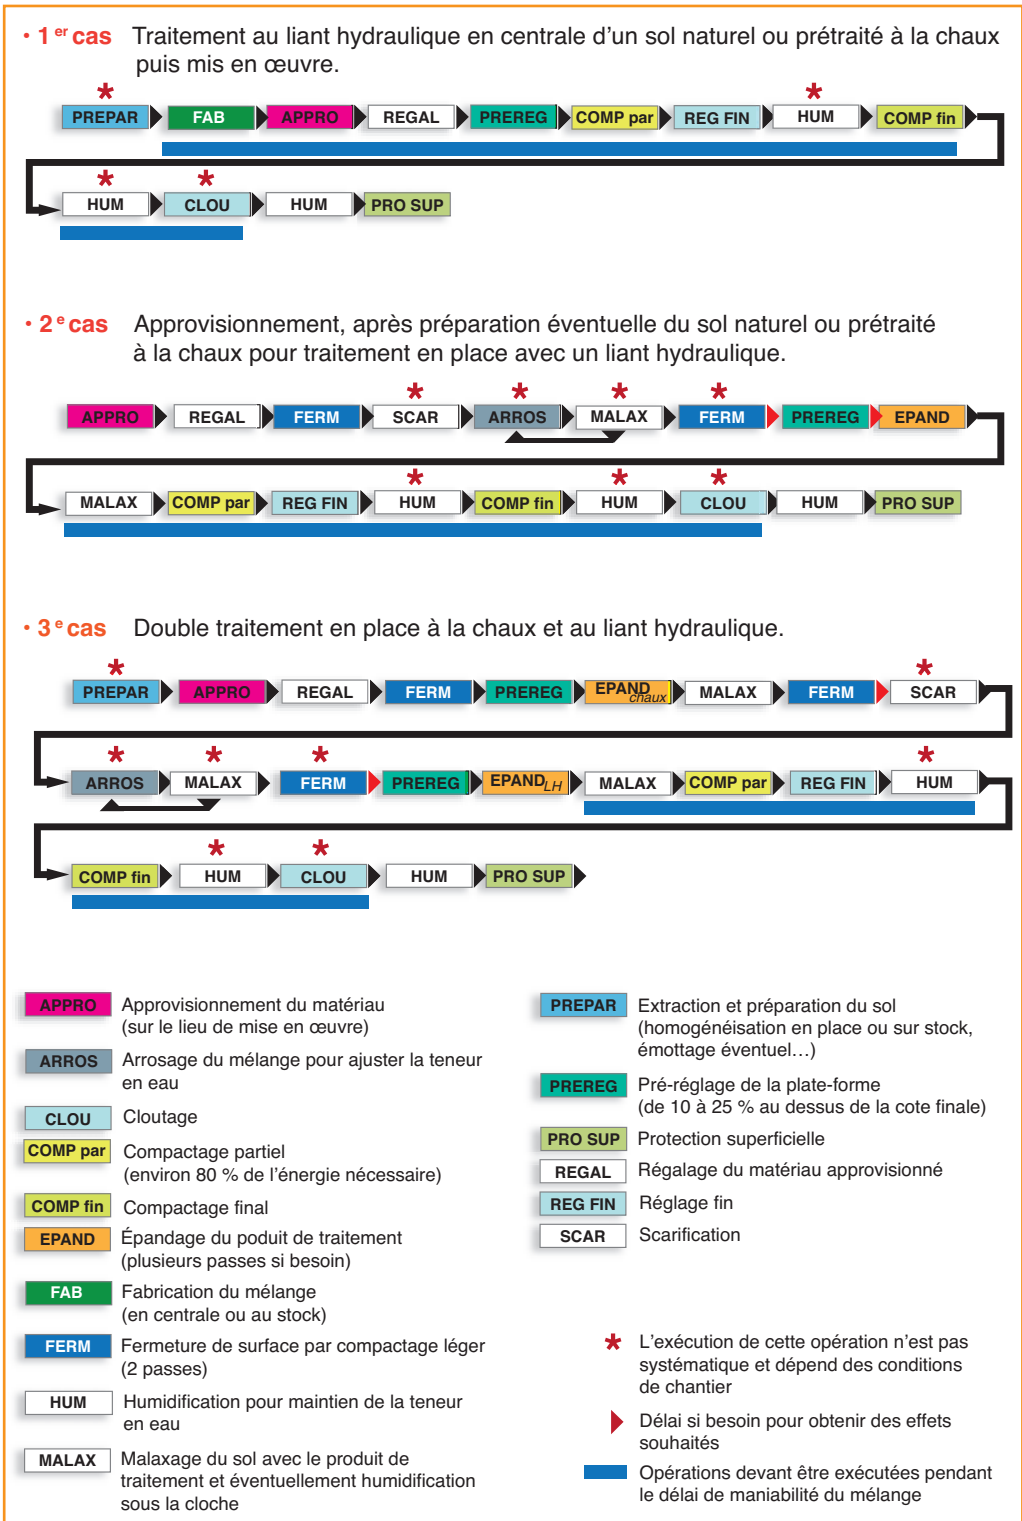 • 1er cas Traitement au liant hydraulique en centrale d’un sol naturel ou prétraité à la chaux
puis mis en œuvre.
* *
PREPAR FAB APPRO REGAL PREREG COMP par REG FIN HUM COMP fin
* *
HUM CLOU HUM PRO SUP
• 2e cas Approvisionnement, après préparation éventuelle du sol naturel ou prétraité
à la chaux pour traitement en place avec un liant hydraulique.
* * * *
APPRO REGAL FERM SCAR ARROS MALAX FERM PREREG EPAND
* * *
MALAX COMP par REG FIN HUM COMP fin HUM CLOU HUM PRO SUP
• 3e cas Double traitement en place à la chaux et au liant hydraulique.
* *
PREPAR APPRO REGAL FERM PREREG EPAND chaux MALAX FERM SCAR
* * * *
ARROS MALAX FERM PREREG EPAND LH MALAX COMP par REG FIN HUM
* *
COMP fin HUM CLOU HUM PRO SUP
APPRO Approvisionnement du matériau
(sur le lieu de mise en œuvre)
ARROS Arrosage du mélange pour ajuster la teneur
en eau
CLOU Cloutage
COMP par Compactage partiel
(environ 80 % de l’énergie nécessaire)
COMP fin Compactage final
EPAND Épandage du poduit de traitement
(plusieurs passes si besoin)
FAB Fabrication du mélange
(en centrale ou au stock)
FERM Fermeture de surface par compactage léger
(2 passes)
HUM Humidification pour maintien de la teneur
en eau
MALAX Malaxage du sol avec le produit de
traitement et éventuellement humidification
sous la cloche
PREPAR Extraction et préparation du sol
(homogénéisation en place ou sur stock,
émottage éventuel…)
PREREG Pré-réglage de la plate-forme
(de 10 à 25 % au dessus de la cote finale)
PRO SUP Protection superficielle
REGAL Régalage du matériau approvisionné
REG FIN Réglage fin
SCAR Scarification
* L’exécution de cette opération n’est pas
systématique et dépend des conditions
de chantier
Délai si besoin pour obtenir des effets
souhaités
Opérations devant être exécutées pendant
le délai de maniabilité du mélange